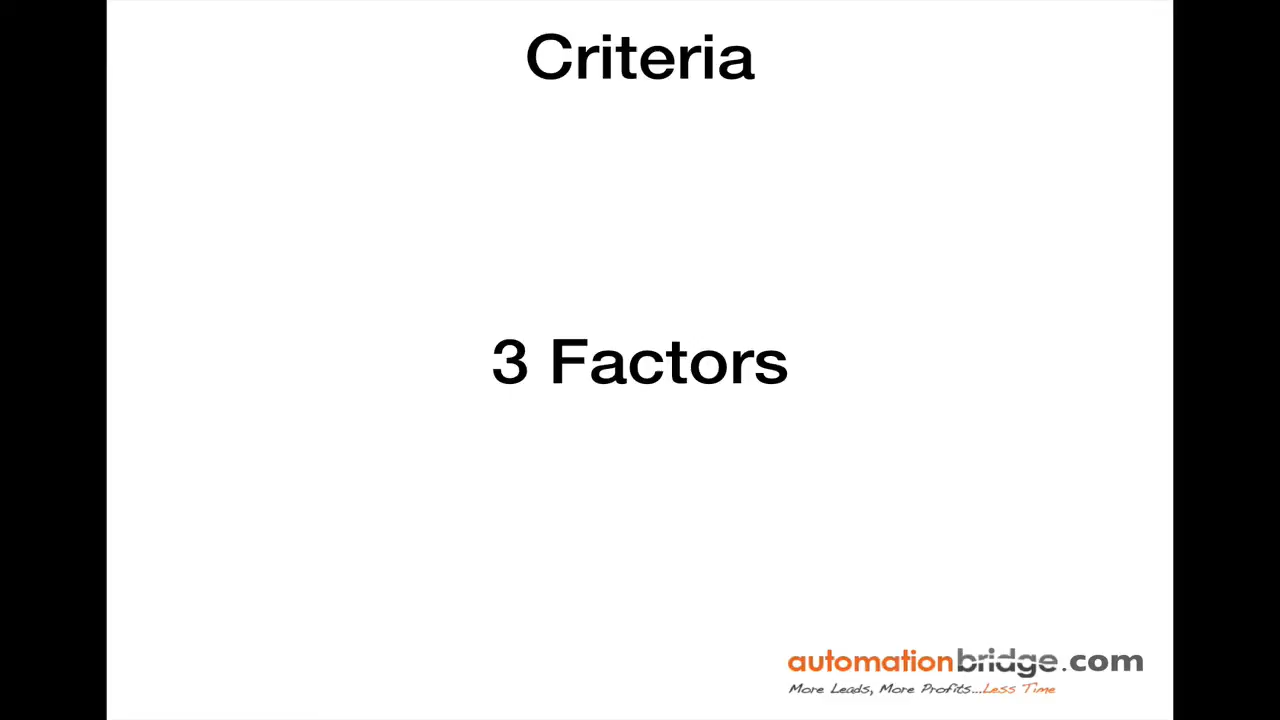 Criteria
3 Factors
automationbridge.com
More Leads, More Profits...Less Time